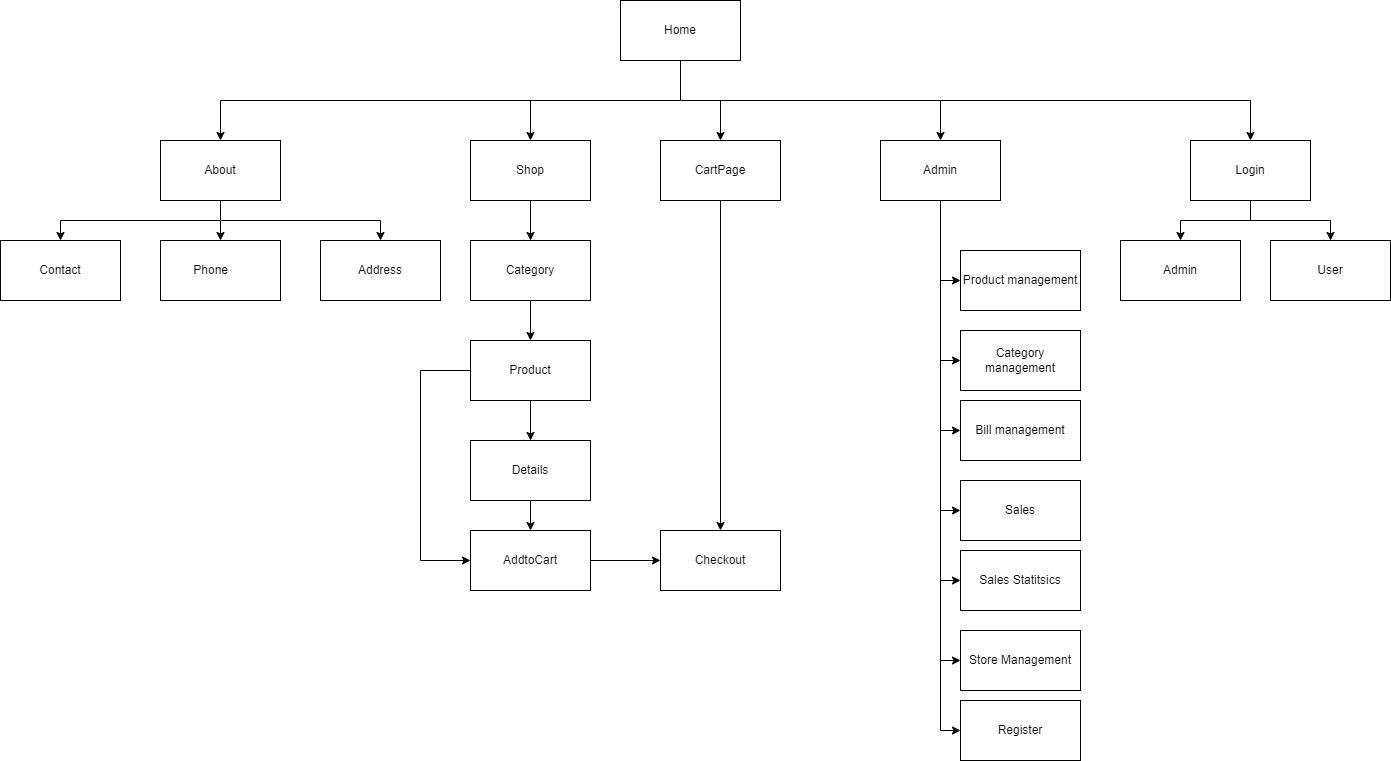 Home
About
Shop
CartPage
Admin
Login
Contact
Phone
Address
Category
Admin
User
Product management
Category
management
Product
Bill management
Details
Sales
AddtoCart
Checkout
Sales Statitsics
Store Management
Register